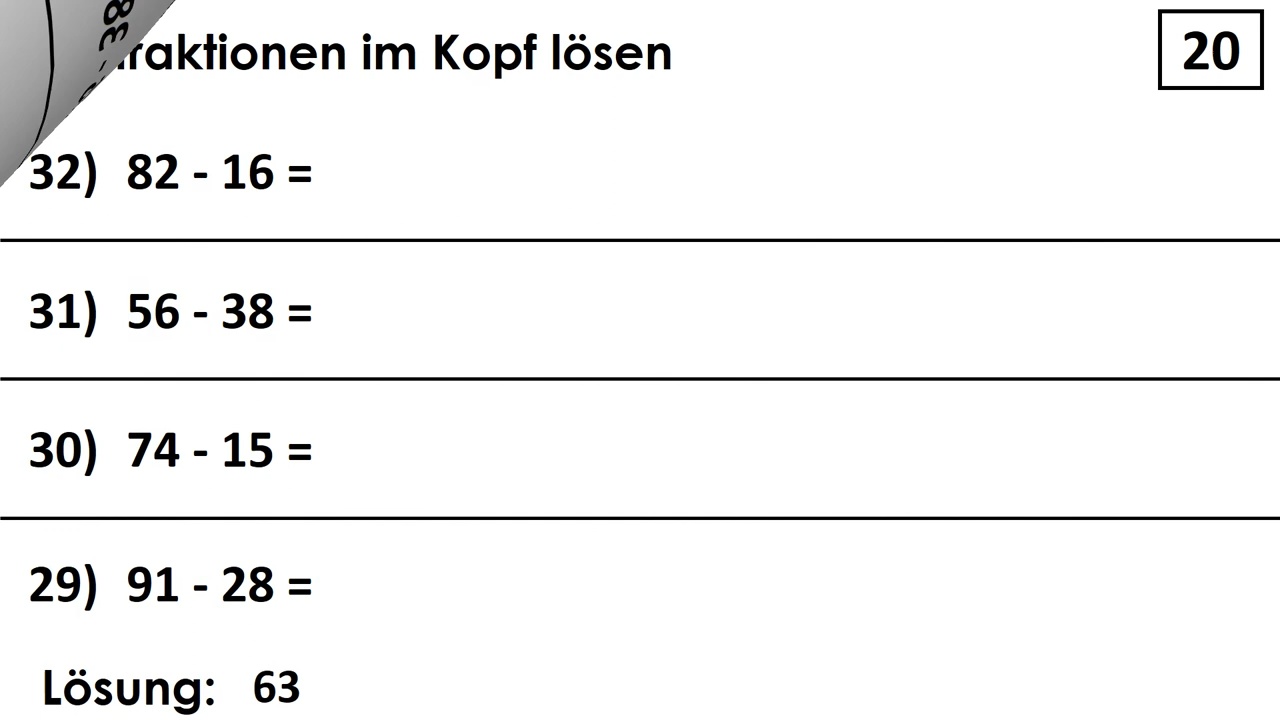 raktionen im Kopf lösen
20
32) 82 - 16 =
31) 56 - 38 =
30) 74 - 15 =
29) 91 - 28 =
Lösung: 63